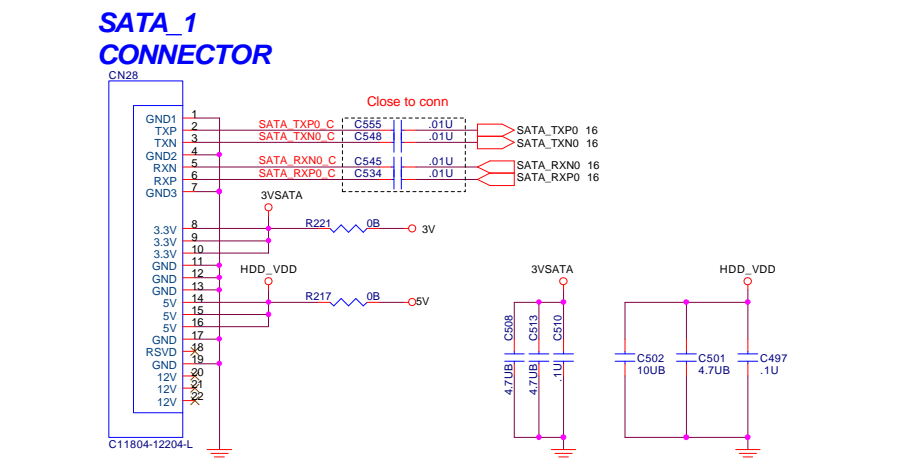 SATA_1
CONNECTOR
CN28
Close to conn
GND1 1
TXP 2 SATA_TXP0_C C555 .01U SATA_TXP0 16
TXN 3 SATA_TXN0_C C548 .01U SATA_TXN0 16
GND2 4
RXN 5 SATA_RXN0_C C545 .01U SATA_RXN0 16
RXP 6 SATA_RXP0_C C534 .01U SATA_RXP0 16
GND3 7
3VSATA
3.3V 8 R221 0B 3V
3.3V 9
3.3V 10
GND 11 HDD_VDD
GND 12
GND 13
5V 14 R217 0B 5V
5V 15
5V 16
GND 17
RSVD 18
GND 19
12V 20
12V 21
12V 22
C11804-12204-L
3VSATA
C508 4.7UB
C513 4.7UB
C510 .1U
HDD_VDD
C502 10UB
C501 4.7UB
C497 .1U